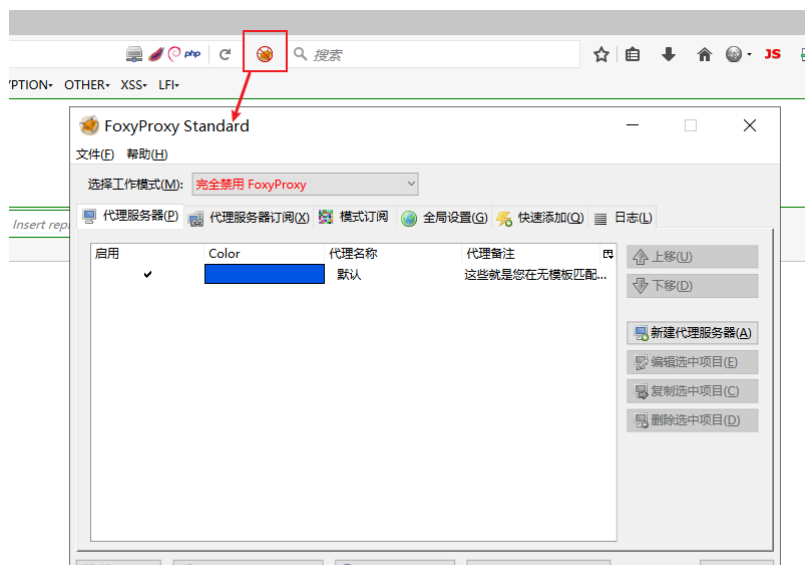 php 搜索
JS
YPTION▾ OTHER▾ XSS▾ LFI▾
FoxyProxy Standard
文件(F) 帮助(H)
选择工作模式(M): 完全禁用 FoxyProxy
代理服务器(P) 代理服务器订阅(X) 模式订阅 全局设置(G) 快速添加(Q) 日志(L)
Insert repl
启用 Color 代理名称 代理备注
默认 这些就是您在无模板匹配...
上移(U)
下移(D)
新建代理服务器(A)
编辑选中项目(E)
复制选中项目(C)
删除选中项目(D)